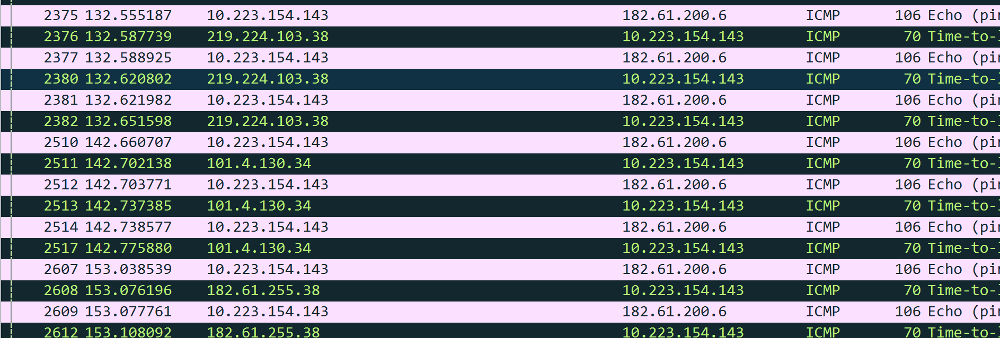 2375 132.555187 10.223.154.143 182.61.200.6 ICMP 106 Echo (pin
2376 132.587739 219.224.103.38 10.223.154.143 ICMP 70 Time-to-l
2377 132.588925 10.223.154.143 182.61.200.6 ICMP 106 Echo (pin
2380 132.620802 219.224.103.38 10.223.154.143 ICMP 70 Time-to-l
2381 132.621982 10.223.154.143 182.61.200.6 ICMP 106 Echo (pin
2382 132.651598 219.224.103.38 10.223.154.143 ICMP 70 Time-to-l
2510 142.660707 10.223.154.143 182.61.200.6 ICMP 106 Echo (pin
2511 142.702138 101.4.130.34 10.223.154.143 ICMP 70 Time-to-l
2512 142.703771 10.223.154.143 182.61.200.6 ICMP 106 Echo (pin
2513 142.737385 101.4.130.34 10.223.154.143 ICMP 70 Time-to-l
2514 142.738577 10.223.154.143 182.61.200.6 ICMP 106 Echo (pin
2517 142.775880 101.4.130.34 10.223.154.143 ICMP 70 Time-to-l
2607 153.038539 10.223.154.143 182.61.200.6 ICMP 106 Echo (pin
2608 153.076196 182.61.255.38 10.223.154.143 ICMP 70 Time-to-l
2609 153.077761 10.223.154.143 182.61.200.6 ICMP 106 Echo (pin
2612 153.108092 182.61.255.38 10.223.154.143 ICMP 70 Time-to-l